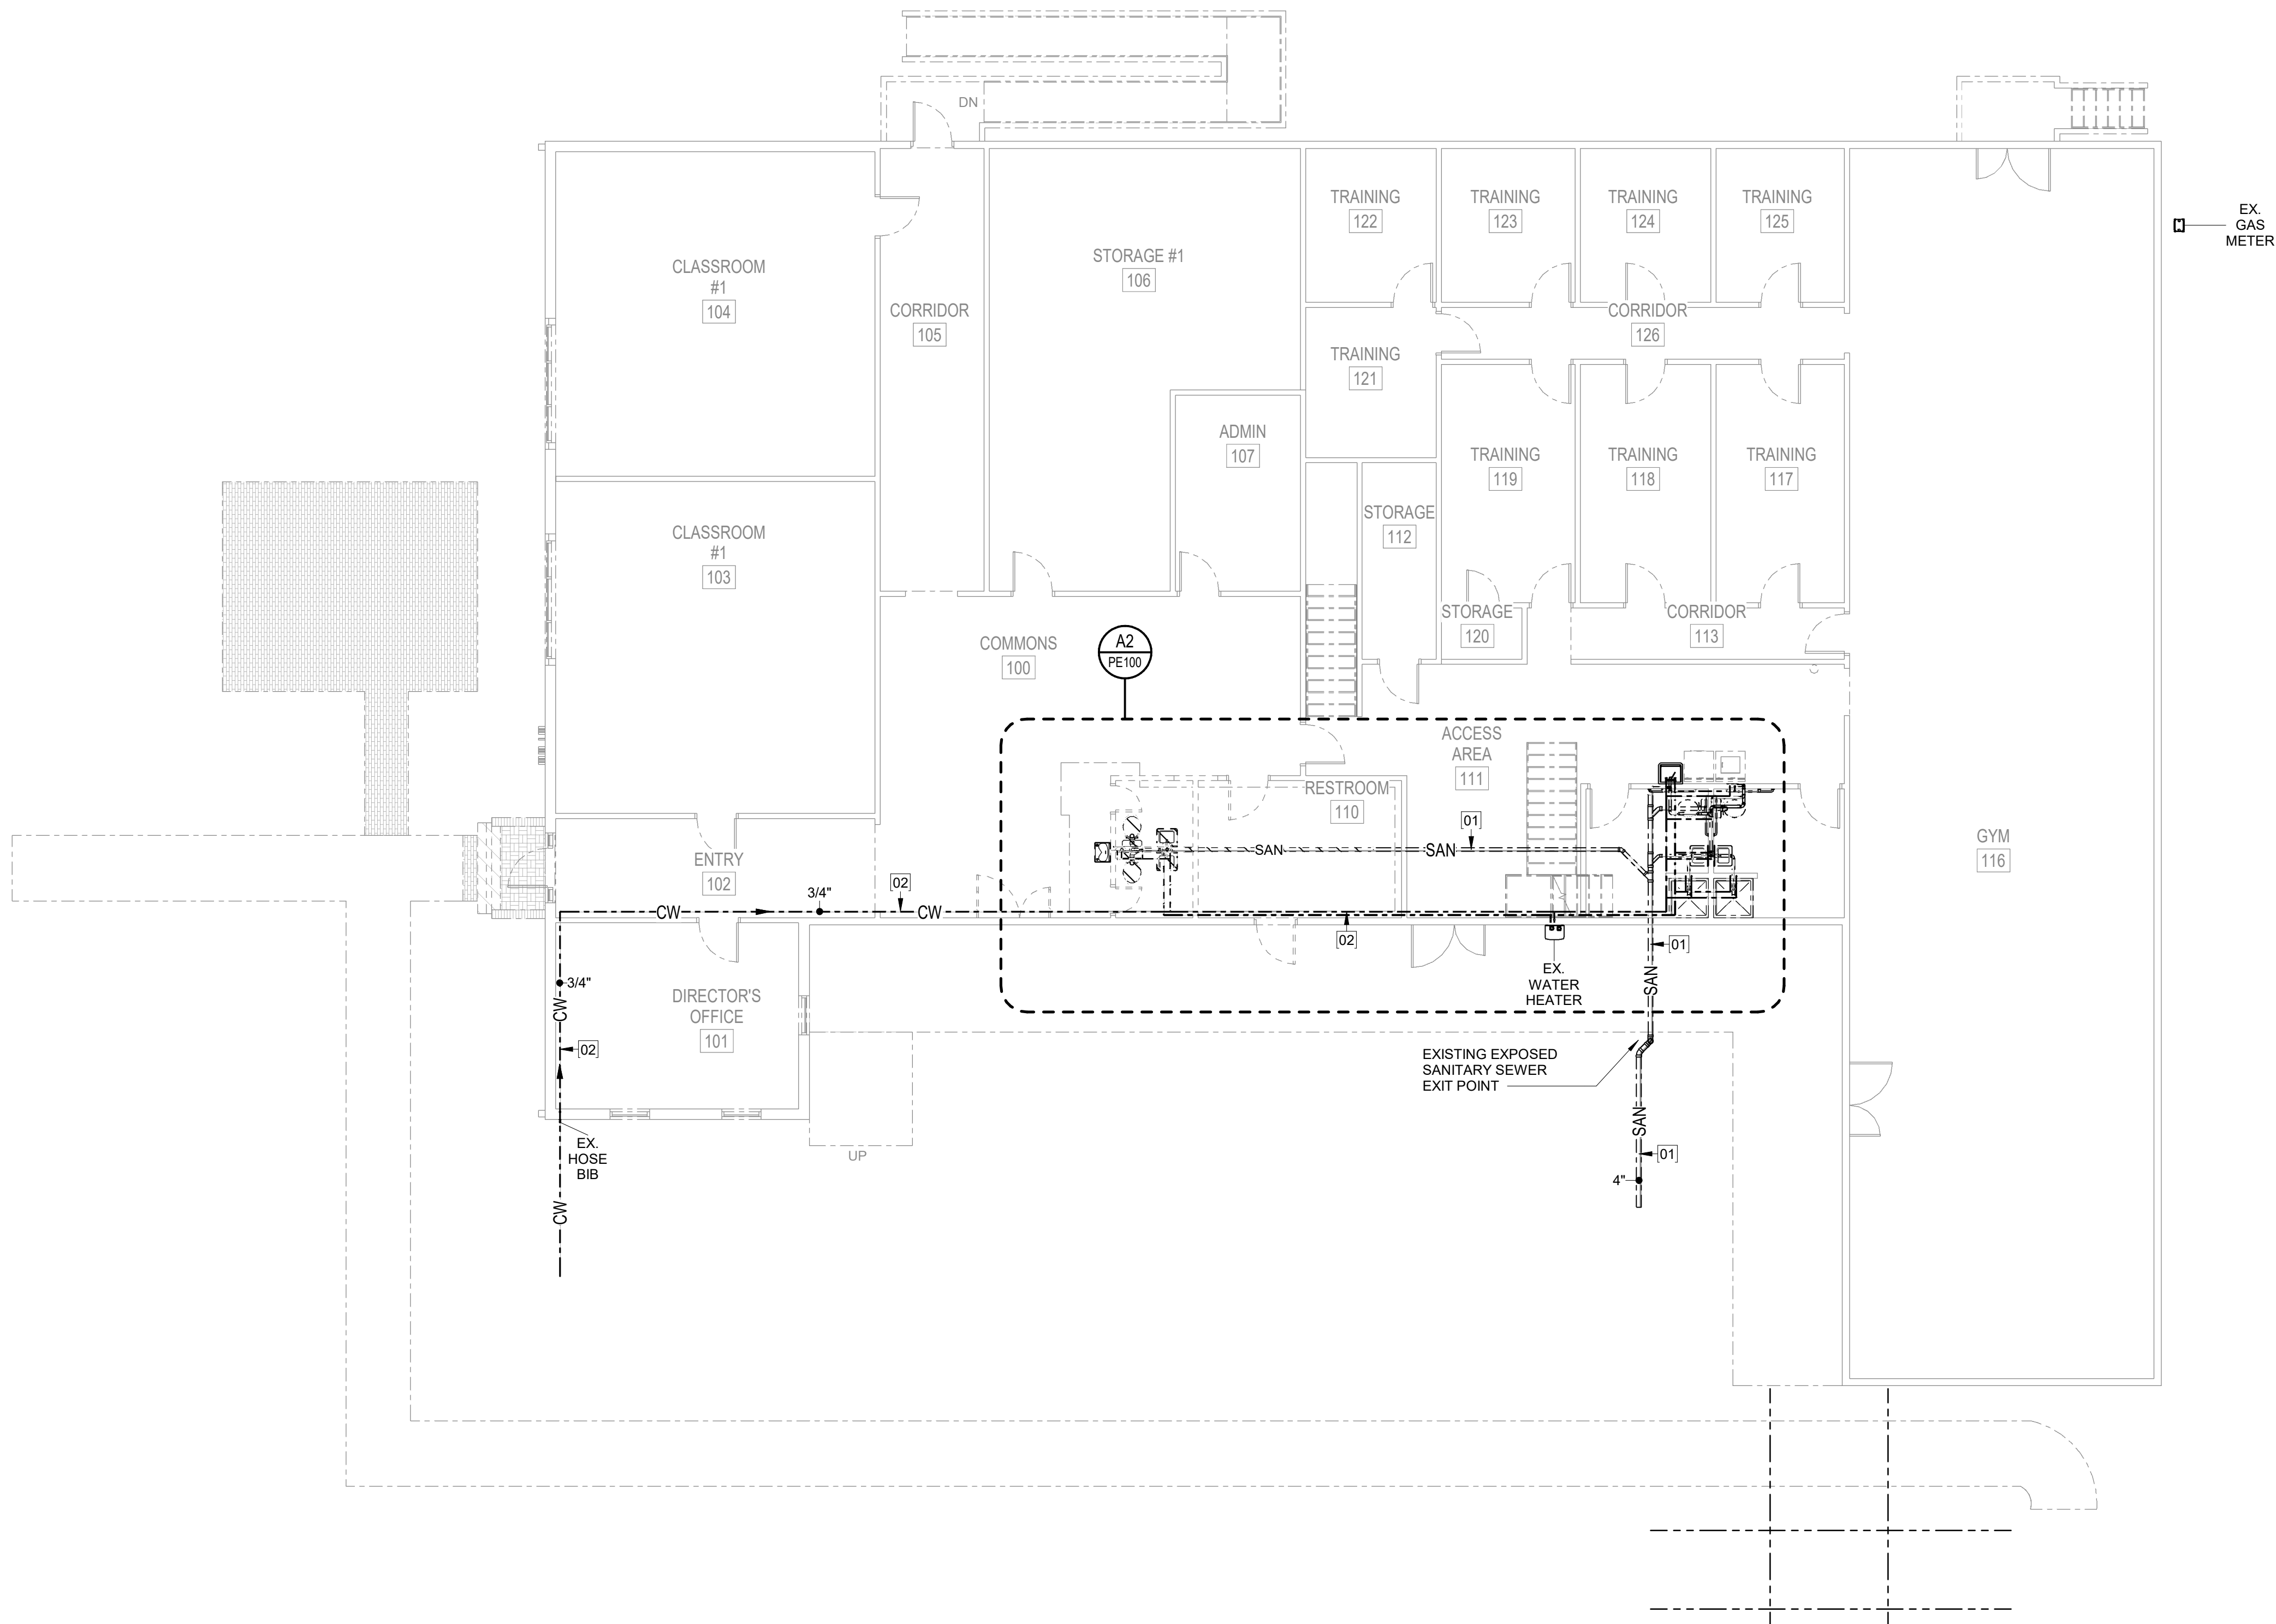 DN
TRAINING
122
TRAINING
123
TRAINING
124
TRAINING
125
EX.
GAS
METER
CLASSROOM
#1
104
STORAGE #1
106
CORRIDOR
105
CORRIDOR
126
TRAINING
121
ADMIN
107
TRAINING
119
TRAINING
118
TRAINING
117
STORAGE
112
CLASSROOM
#1
103
STORAGE
120
CORRIDOR
113
COMMONS
100
A2
PE100
ACCESS
AREA
111
RESTROOM
110
01
SAN
SAN
GYM
116
ENTRY
102
3/4"
02
CW
CW
02
01
EX.
WATER
HEATER
SAN
3/4"
CW
DIRECTOR'S
OFFICE
101
02
EXISTING EXPOSED
SANITARY SEWER
EXIT POINT
SAN
EX.
HOSE
BIB
UP
01
4"
CW